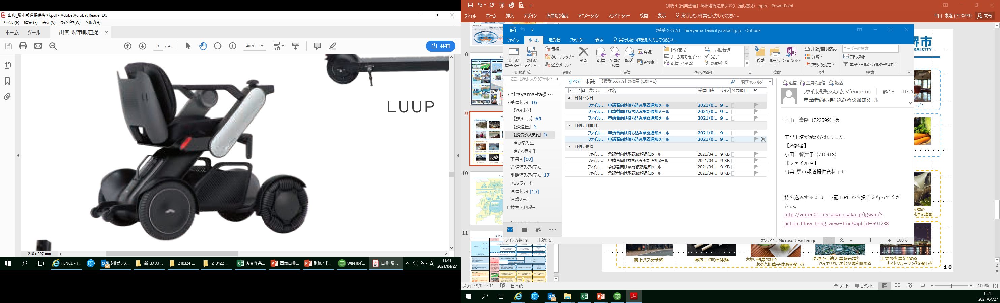 出典_堺市報道提供資料.pdf - Adobe Acrobat Reader DC
ファイル(F) 編集(E) 表示(V) ウィンドウ(W) ヘルプ(H)
ホーム ツール 出典_堺市報道提... ×
3 / 4 400% 共有
LUUP
210 x 297 mm
FENCE - I... 【授受シス... 新しいフォ... 210324_... 210422_... ★★作業... 画像出典... 別紙４【... WIN10イ... 出典_堺... A 11:41
2021/04/27
別紙４【出典整理】_堺旧港周辺まちづくり（差し替え）.pptx - PowerPoint
ファイル ホーム 挿入 デザイン 画面切り替え アニメーション スライド ショー 校閲 表示 実行したい作業を入力してください... 平山 豪隆 (723599) 共有
【授受システム】 - hirayama-ta@city.sakai.lg.jp - Outlook
ファイル ホーム 送受信 フォルダー 表示 実行したい作業を入力してください...
新しい電子メール
新しいアイテム
新規作成
無視
クリーンアップ
迷惑メール
削除
削除
返信
全員に返信
転送
会議
その他
返信
【ベイまち】
チーム宛て電子･･･
返信して削除
上司に転送
完了
新規作成
クイック操作
移動
ルール
OneNote
移動
未読/開封済み
分類
フラグの設定
タグ
ユーザーの検索
アドレス帳
電子メールのフィルター処理
検索
ここにお気に入りのフォルダー
hirayama-ta@･･･
受信トレイ 16
【ベイまち】
【課メール】 64
【誤送信】 5
【授受システム】 5
★かな先生
★さわき先生
下書き [50]
送信済みアイテム
削除済みアイテム 17
RSS フィード
送信トレイ [15]
迷惑メール
検索フォルダー
すべて 未読 【授受システム】 の検索 (Ctrl+E) 現在のフォルダー
差出人 件名 受信日時 サイズ 分類項目
日付: 今日
ファイル... 申請者向け持ち込み承認通知メール 2021/0... 9 ...
ファイル... 申請者向け持ち込み承認通知メール 2021/0... 9 ...
ファイル... 申請者向け持ち込み承認通知メール 2021/0... 9 ...
日付: 日曜日
ファイル... 申請者向け持ち込み承認通知メール 2021/0... 9 ...
ファイル... 申請者向け持ち込み承認通知メール 2021/0... 9 ...
日付: 先週
ファイル... 承認者向け承認依頼通知メール 2021/04... 9 KB
ファイル... 申請者向け持ち込み承認通知メール 2021/04... 9 KB
ファイル... 承認者向け承認依頼通知メール 2021/04... 9 KB
ファイル... 承認者向け承認依頼通知メール 2021/04... 8 KB
返信 全員に返信 転送
ファイル授受システム <fence-nc 1 11:40
申請者向け持ち込み承認通知メール
平山 豪隆 (723599) 様
下記申請が承認されました。
【承認者】
小田 智津子 (710918)
【ファイル名】
出典_堺市報道提供資料.pdf
持ち込みするには、下記 URL から操作を行ってくだ
さい。
http://vdifen01.city.sakai.osaka.jp/lgwan/?
action_fflow_bring_view=true&apl_id=691238
アイテム数: 9 未読: 5 オンライン: Microsoft Exchange 100%
8
9
10
11
堺市
KAI CITY
ーデン
阪湾の
料理を堪能
海上バスを予約
堺包丁作りを体験
さかい利晶の杜で
お茶と和菓子体験を楽しむ
気球で仁徳天皇陵古墳と
ベイエリアに沈む夕陽を眺める
工場の夜景を眺める
ナイトクルージングを楽しむ
10
スライド 9/0 ～ 11 日本語 ノート コメント 100%
11:41
2021/04/27